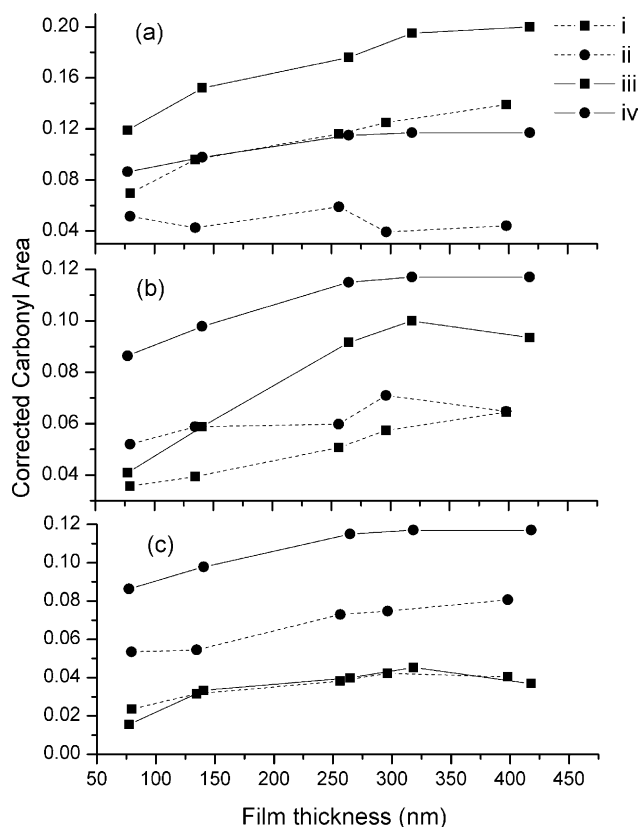 (a)
i
ii
iii
iv
0.20
0.16
0.12
0.08
0.04
(b)
0.12
0.10
0.08
0.06
0.04
Corrected Carbonyl Area
(c)
0.12
0.10
0.08
0.06
0.04
0.02
0.00
50 100 150 200 250 300 350 400 450
Film thickness (nm)